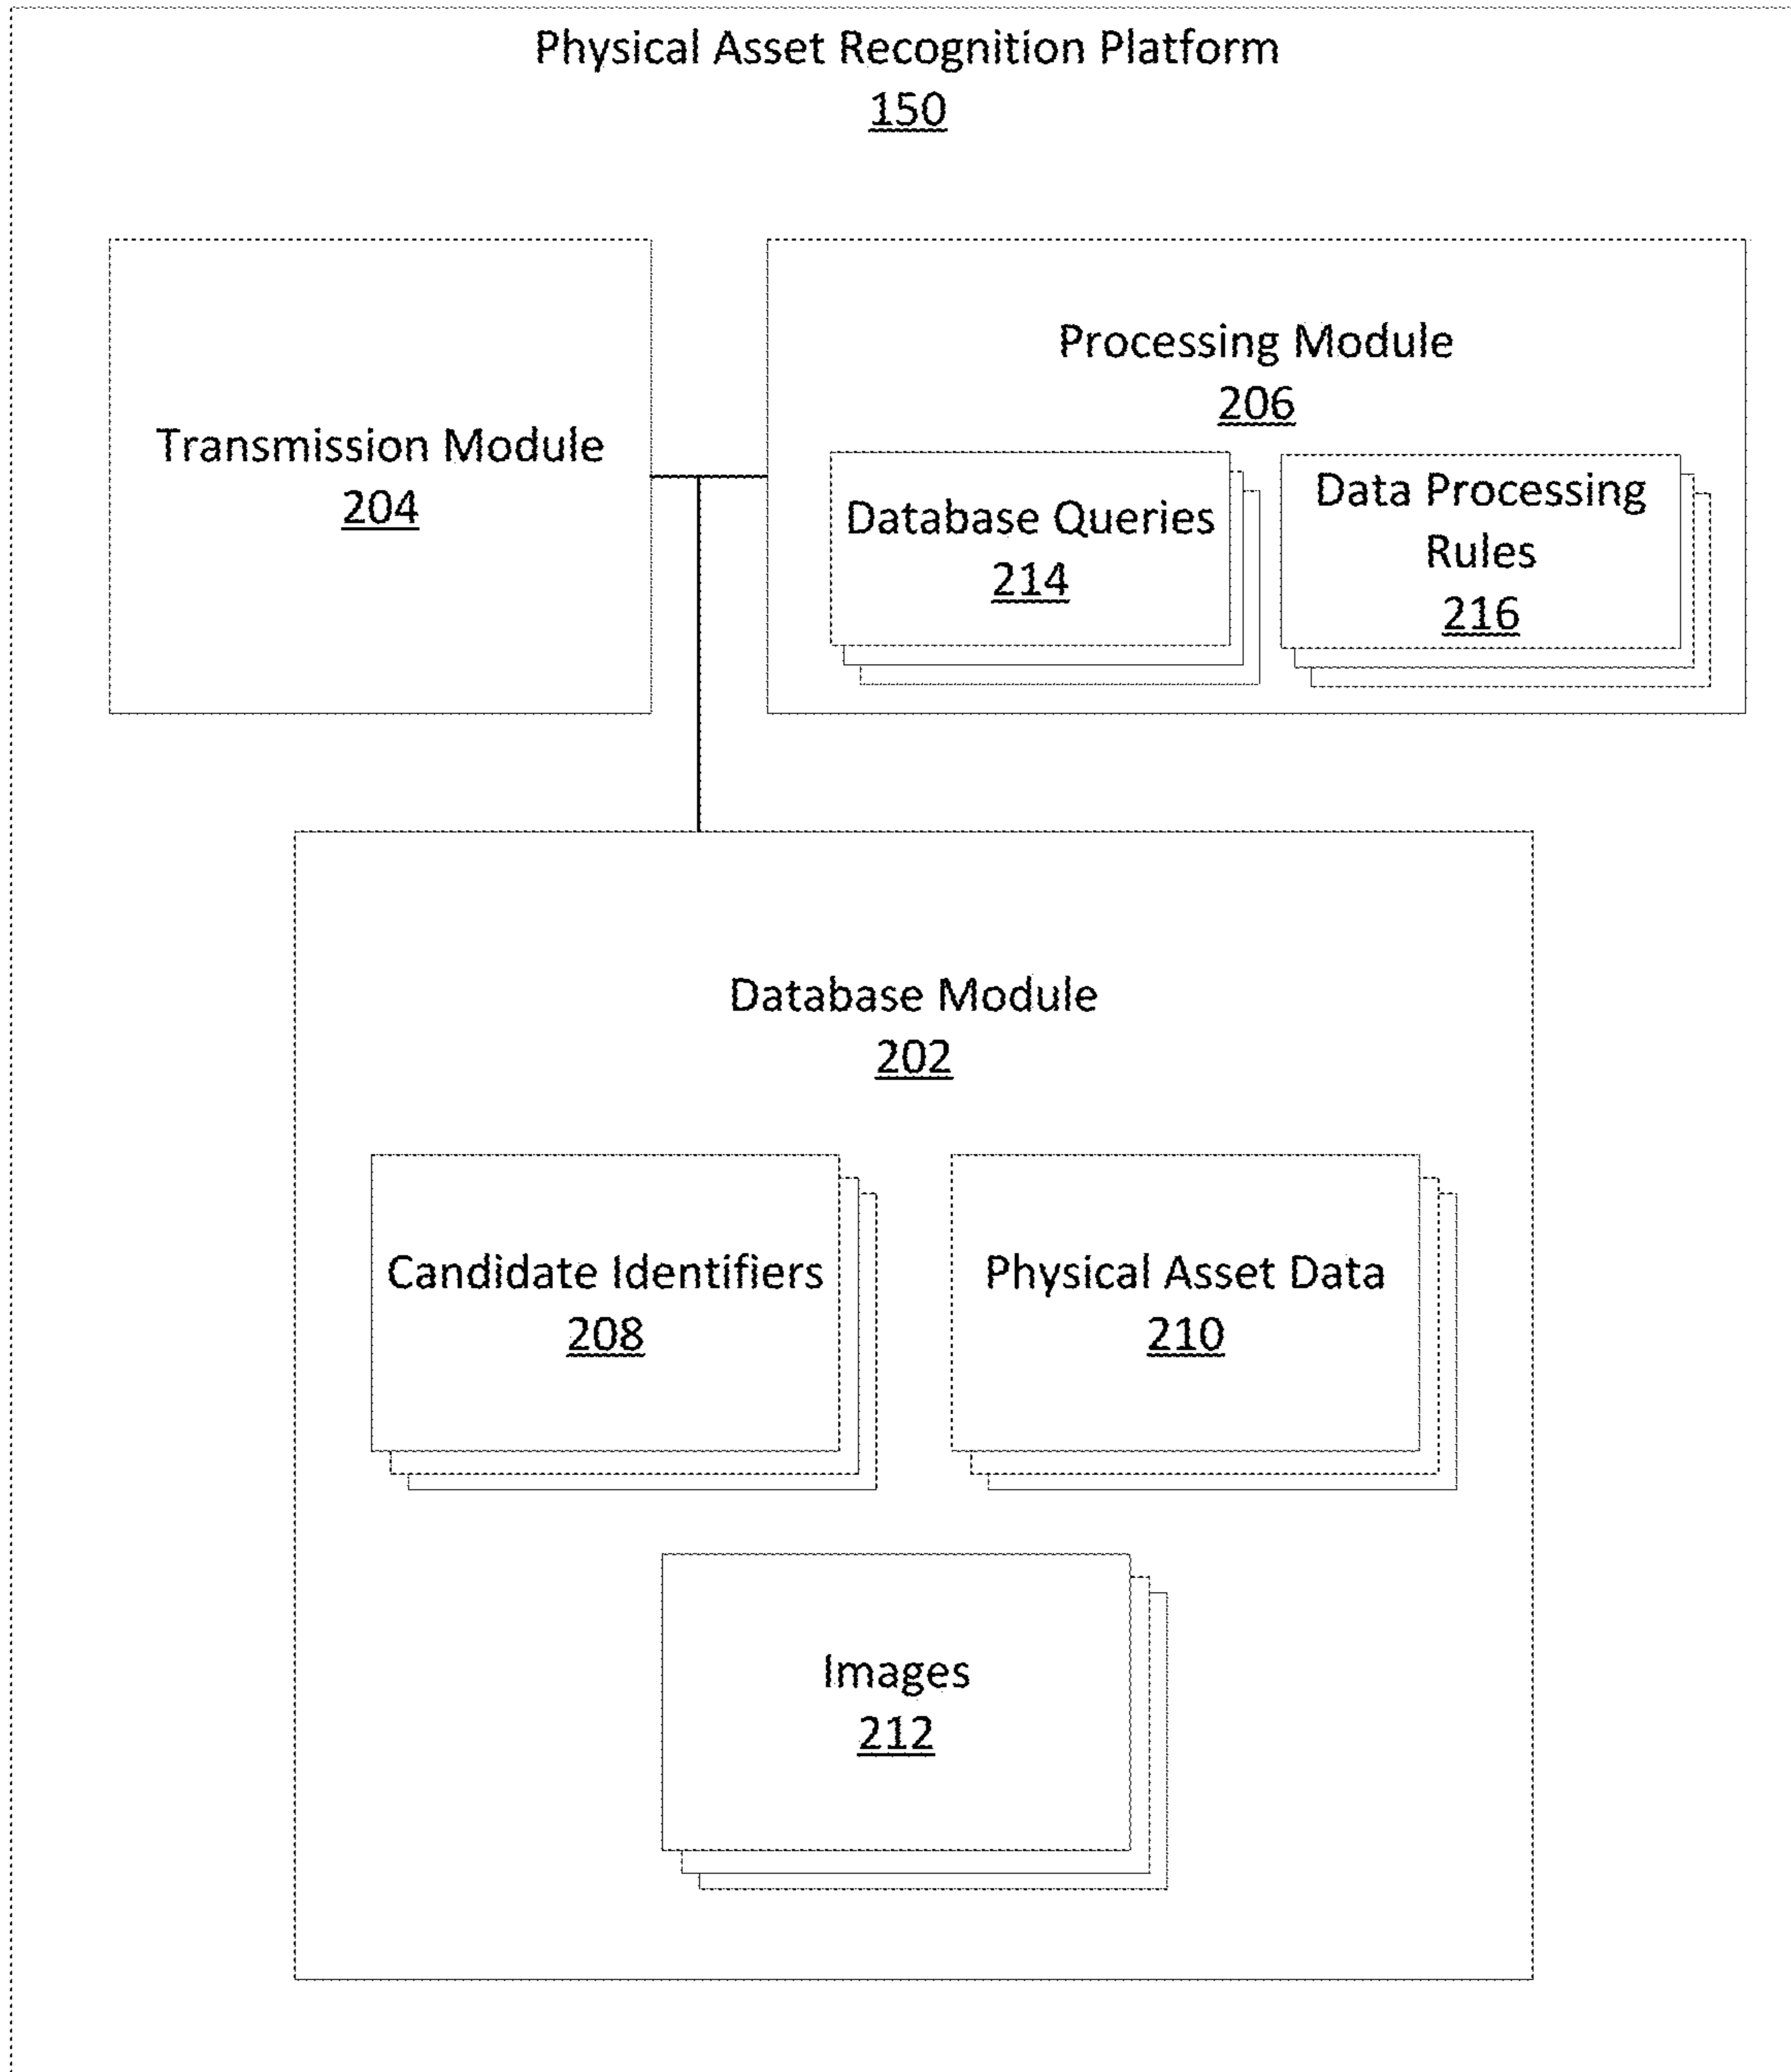 Physical Asset Recognition Platform
150
Transmission Module
204
Processing Module
206
Database Queries
214
Data Processing
Rules
216
Database Module
202
Candidate Identifiers
208
Physical Asset Data
210
Images
212